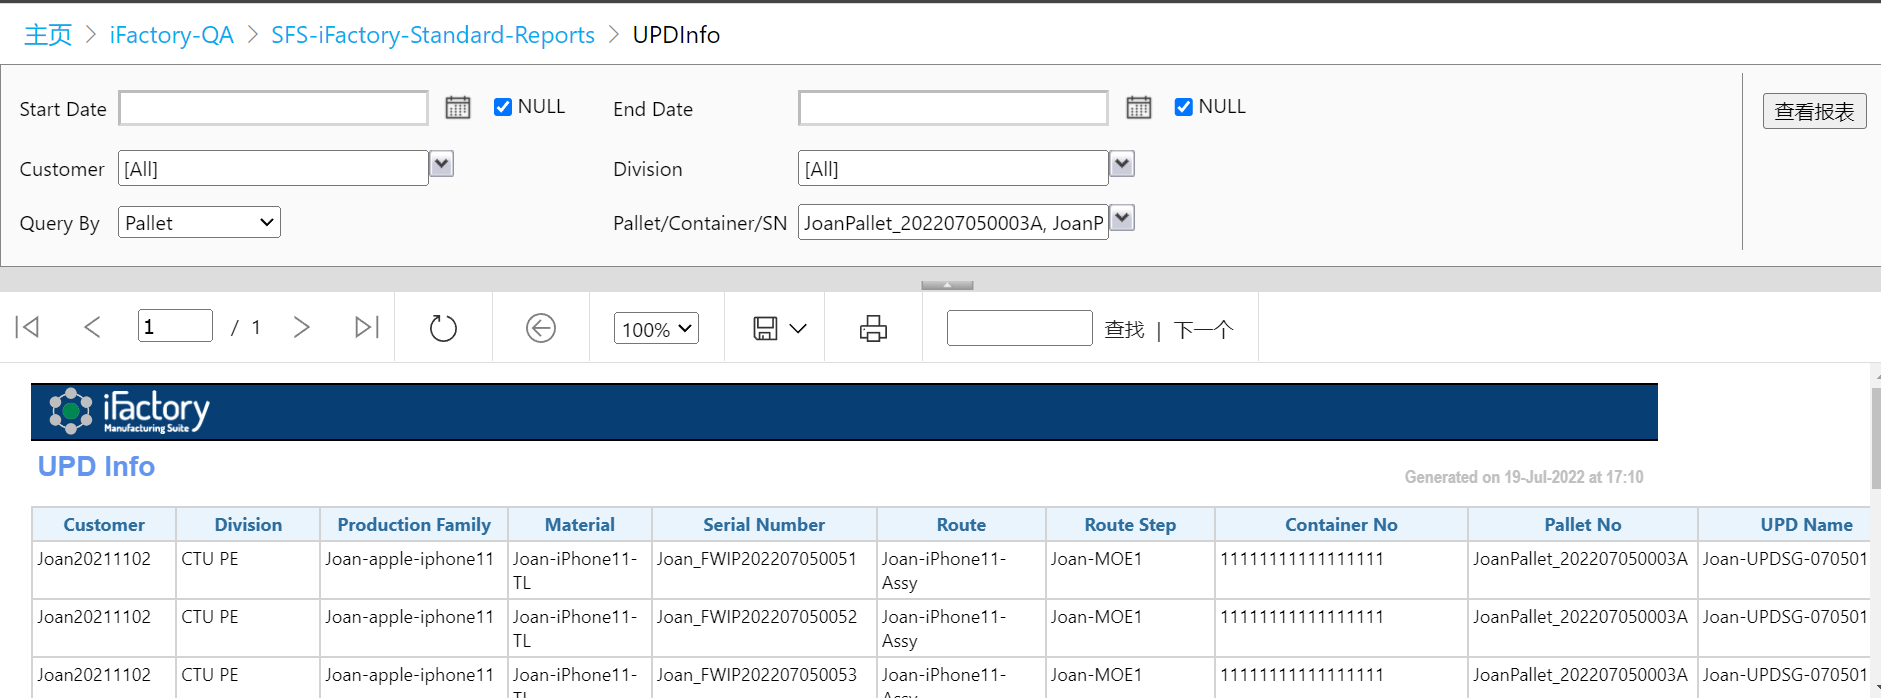 主页 > iFactory-QA > SFS-iFactory-Standard-Reports > UPDInfo
Start Date NULL End Date NULL 查看报表
Customer [All] Division [All]
Query By Pallet Pallet/Container/SN JoanPallet_202207050003A, JoanP
1 / 1 100% 查找 | 下一个
iFactory
Manufacturing Suite
UPD Info
Generated on 19-Jul-2022 at 17:10
Customer Division Production Family Material Serial Number Route Route Step Container No Pallet No UPD Name
Joan20211102 CTU PE Joan-apple-iphone11 Joan-iPhone11- Joan_FWIP202207050051 Joan-iPhone11- Joan-MOE1 11111111111111111 JoanPallet_202207050003A Joan-UPDSG-070501
TL Assy
Joan20211102 CTU PE Joan-apple-iphone11 Joan-iPhone11- Joan_FWIP202207050052 Joan-iPhone11- Joan-MOE1 11111111111111111 JoanPallet_202207050003A Joan-UPDSG-070501
TL Assy
Joan20211102 CTU PE Joan-apple-iphone11 Joan-iPhone11- Joan_FWIP202207050053 Joan-iPhone11- Joan-MOE1 11111111111111111 JoanPallet_202207050003A Joan-UPDSG-070501
TL Assy